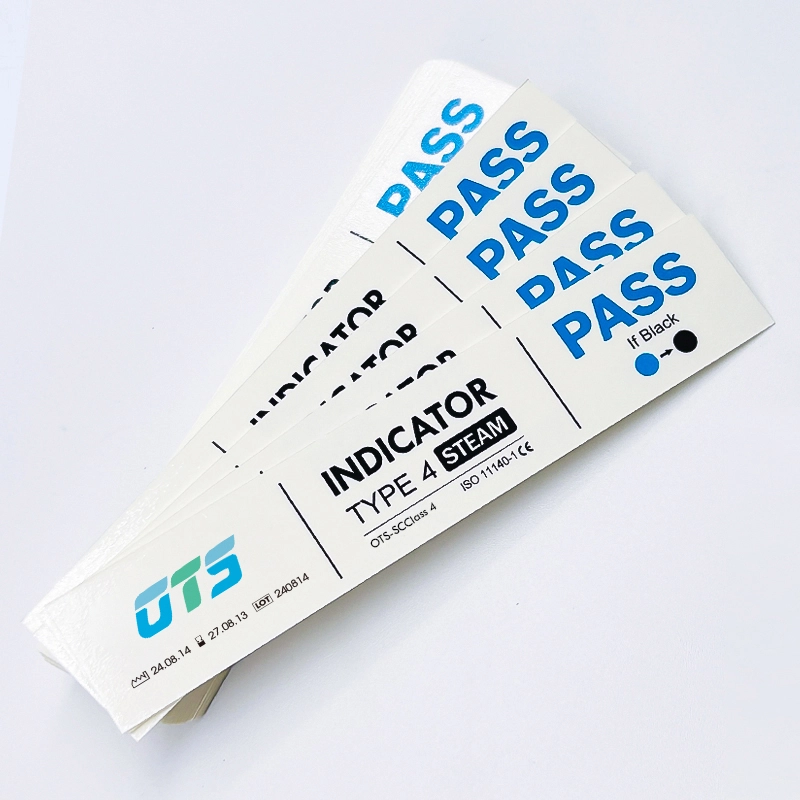 PASS
PASS
PASS
PASS
PASS
If Black
INDICATOR
INDICATOR
TYPE 4 STEAM
OTS-SCClass 4 ISO 11140-1 CE
OTS
24.08.14 27.08.13 LOT 240814